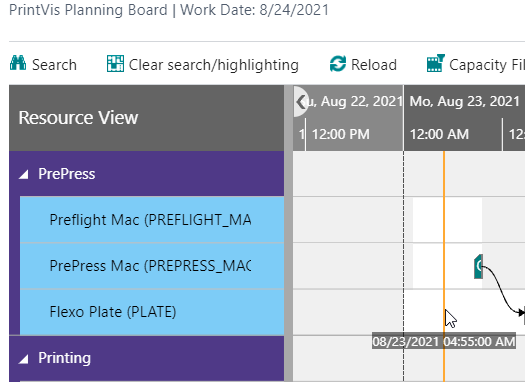 PrintVis Planning Board | Work Date: 8/24/2021
Search Clear search/highlighting Reload Capacity Fil
Resource View
u, Aug 22, 2021 Mo, Aug 23, 2021
1 12:00 PM 12:00 AM 12:
PrePress
Preflight Mac (PREFLIGHT_MA
PrePress Mac (PREPRESS_MAC
Flexo Plate (PLATE)
08/23/2021 04:55:00 AM
Printing